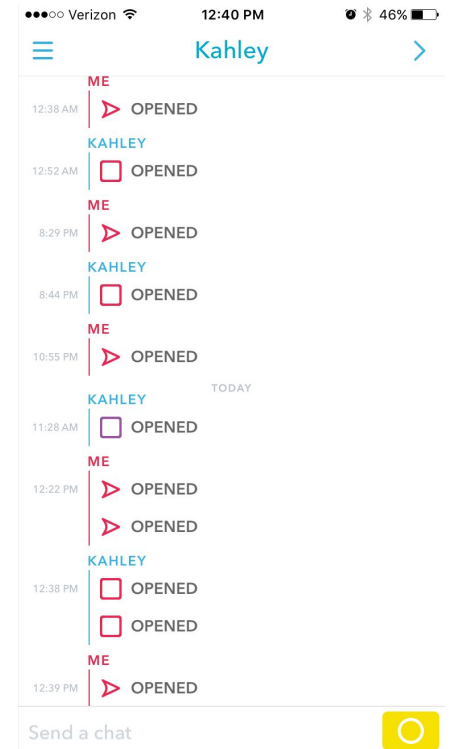 Verizon 12:40 PM 46%
Kahley
ME
12:38 AM OPENED
KAHLEY
12:52 AM OPENED
ME
8:29 PM OPENED
KAHLEY
8:44 PM OPENED
ME
10:55 PM OPENED
TODAY
KAHLEY
11:28 AM OPENED
ME
12:22 PM OPENED
OPENED
KAHLEY
12:38 PM OPENED
OPENED
ME
12:39 PM OPENED
Send a chat